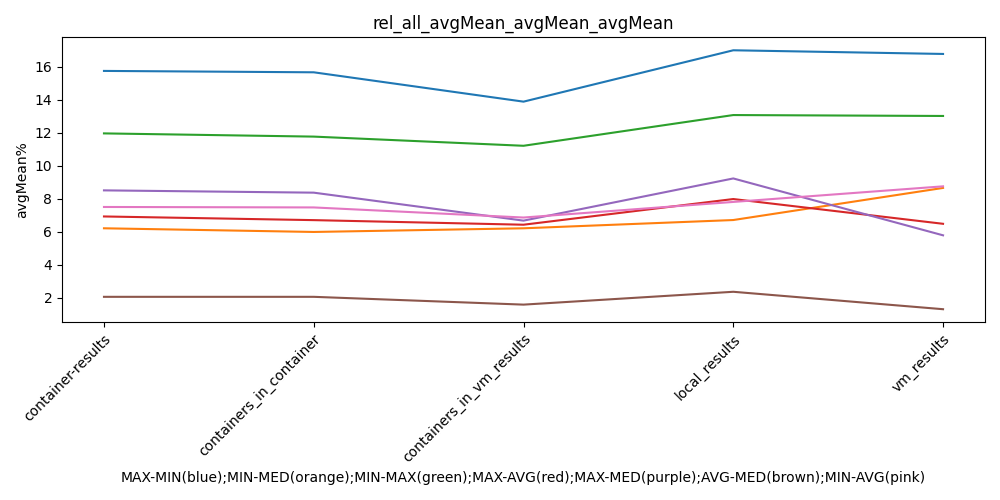 rel_all_avgMean_avgMean_avgMean
avgMean%
16
14
12
10
8
6
4
2
container-results
containers_in_container
containers_in_vm_results
local_results
vm_results
MAX-MIN(blue);MIN-MED(orange);MIN-MAX(green);MAX-AVG(red);MAX-MED(purple);AVG-MED(brown);MIN-AVG(pink)